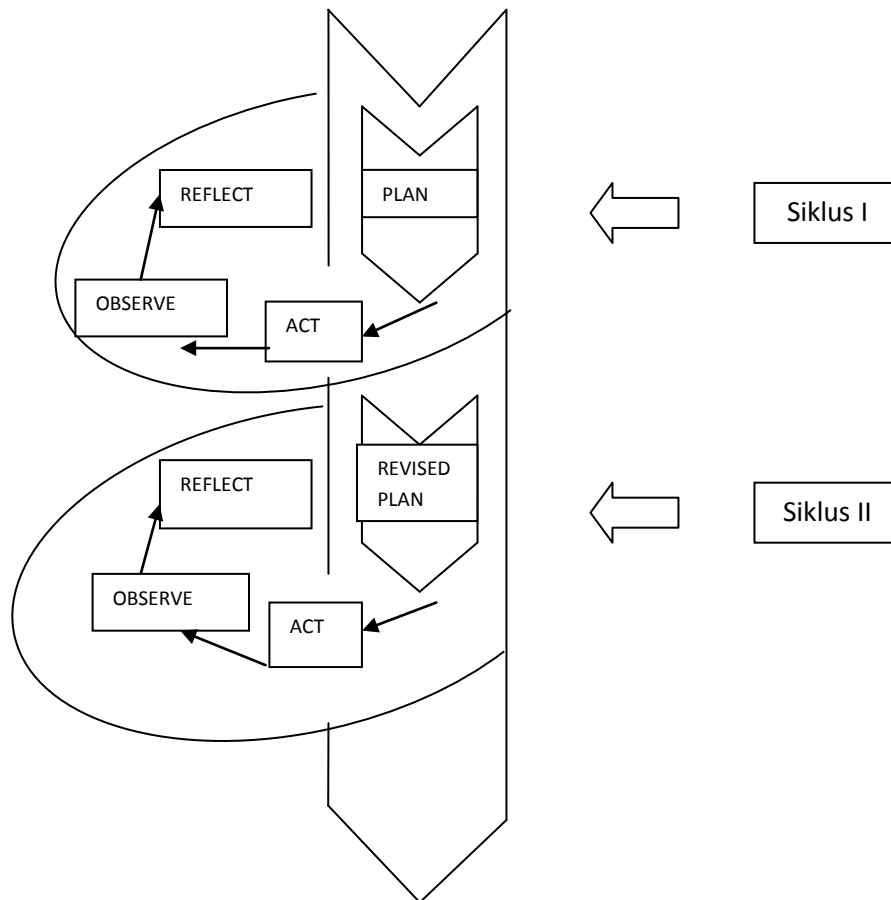 REFLECT
PLAN
Siklus I
OBSERVE
ACT
REFLECT
REVISED
PLAN
Siklus II
OBSERVE
ACT